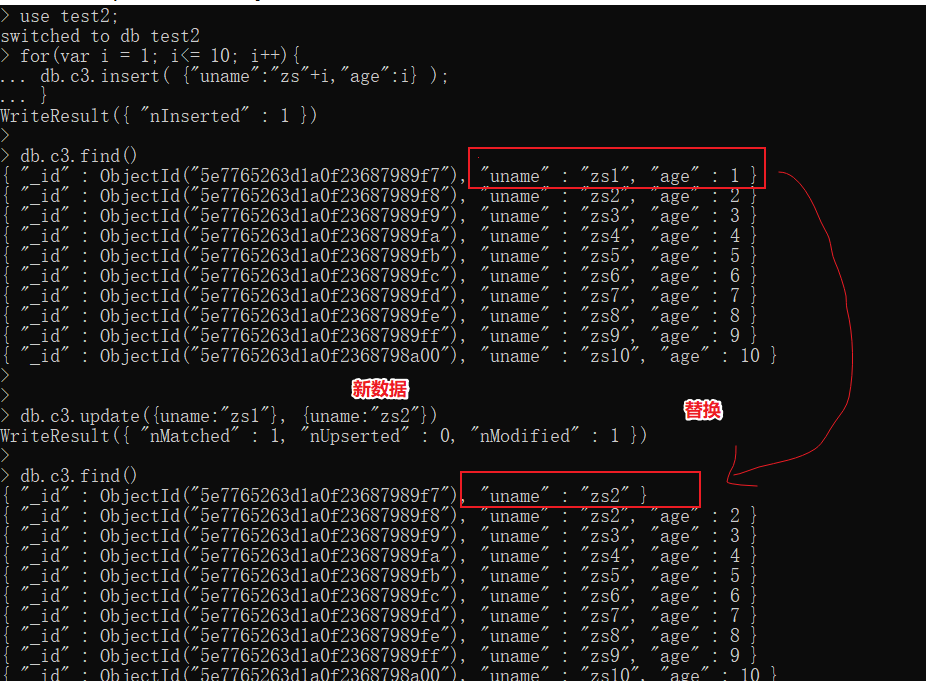 > use test2;
switched to db test2
> for(var i = 1; i<= 10; i++){
... db.c3.insert( {"uname":"zs"+i,"age":i} );
... }
WriteResult({ "nInserted" : 1 })
>
> db.c3.find()
{ "_id" : ObjectId("5e7765263d1a0f23687989f7"), "uname" : "zs1", "age" : 1 }
{ "_id" : ObjectId("5e7765263d1a0f23687989f8"), "uname" : "zs2", "age" : 2 }
{ "_id" : ObjectId("5e7765263d1a0f23687989f9"), "uname" : "zs3", "age" : 3 }
{ "_id" : ObjectId("5e7765263d1a0f23687989fa"), "uname" : "zs4", "age" : 4 }
{ "_id" : ObjectId("5e7765263d1a0f23687989fb"), "uname" : "zs5", "age" : 5 }
{ "_id" : ObjectId("5e7765263d1a0f23687989fc"), "uname" : "zs6", "age" : 6 }
{ "_id" : ObjectId("5e7765263d1a0f23687989fd"), "uname" : "zs7", "age" : 7 }
{ "_id" : ObjectId("5e7765263d1a0f23687989fe"), "uname" : "zs8", "age" : 8 }
{ "_id" : ObjectId("5e7765263d1a0f23687989ff"), "uname" : "zs9", "age" : 9 }
{ "_id" : ObjectId("5e7765263d1a0f2368798a00"), "uname" : "zs10", "age" : 10 }
>
>
新数据
替换
> db.c3.update({uname:"zs1"}, {uname:"zs2"})
WriteResult({ "nMatched" : 1, "nUpserted" : 0, "nModified" : 1 })
>
> db.c3.find()
{ "_id" : ObjectId("5e7765263d1a0f23687989f7"), "uname" : "zs2" }
{ "_id" : ObjectId("5e7765263d1a0f23687989f8"), "uname" : "zs2", "age" : 2 }
{ "_id" : ObjectId("5e7765263d1a0f23687989f9"), "uname" : "zs3", "age" : 3 }
{ "_id" : ObjectId("5e7765263d1a0f23687989fa"), "uname" : "zs4", "age" : 4 }
{ "_id" : ObjectId("5e7765263d1a0f23687989fb"), "uname" : "zs5", "age" : 5 }
{ "_id" : ObjectId("5e7765263d1a0f23687989fc"), "uname" : "zs6", "age" : 6 }
{ "_id" : ObjectId("5e7765263d1a0f23687989fd"), "uname" : "zs7", "age" : 7 }
{ "_id" : ObjectId("5e7765263d1a0f23687989fe"), "uname" : "zs8", "age" : 8 }
{ "_id" : ObjectId("5e7765263d1a0f23687989ff"), "uname" : "zs9", "age" : 9 }
{ "_id" : ObjectId("5e7765263d1a0f2368798a00"), "uname" : "zs10", "age" : 10 }